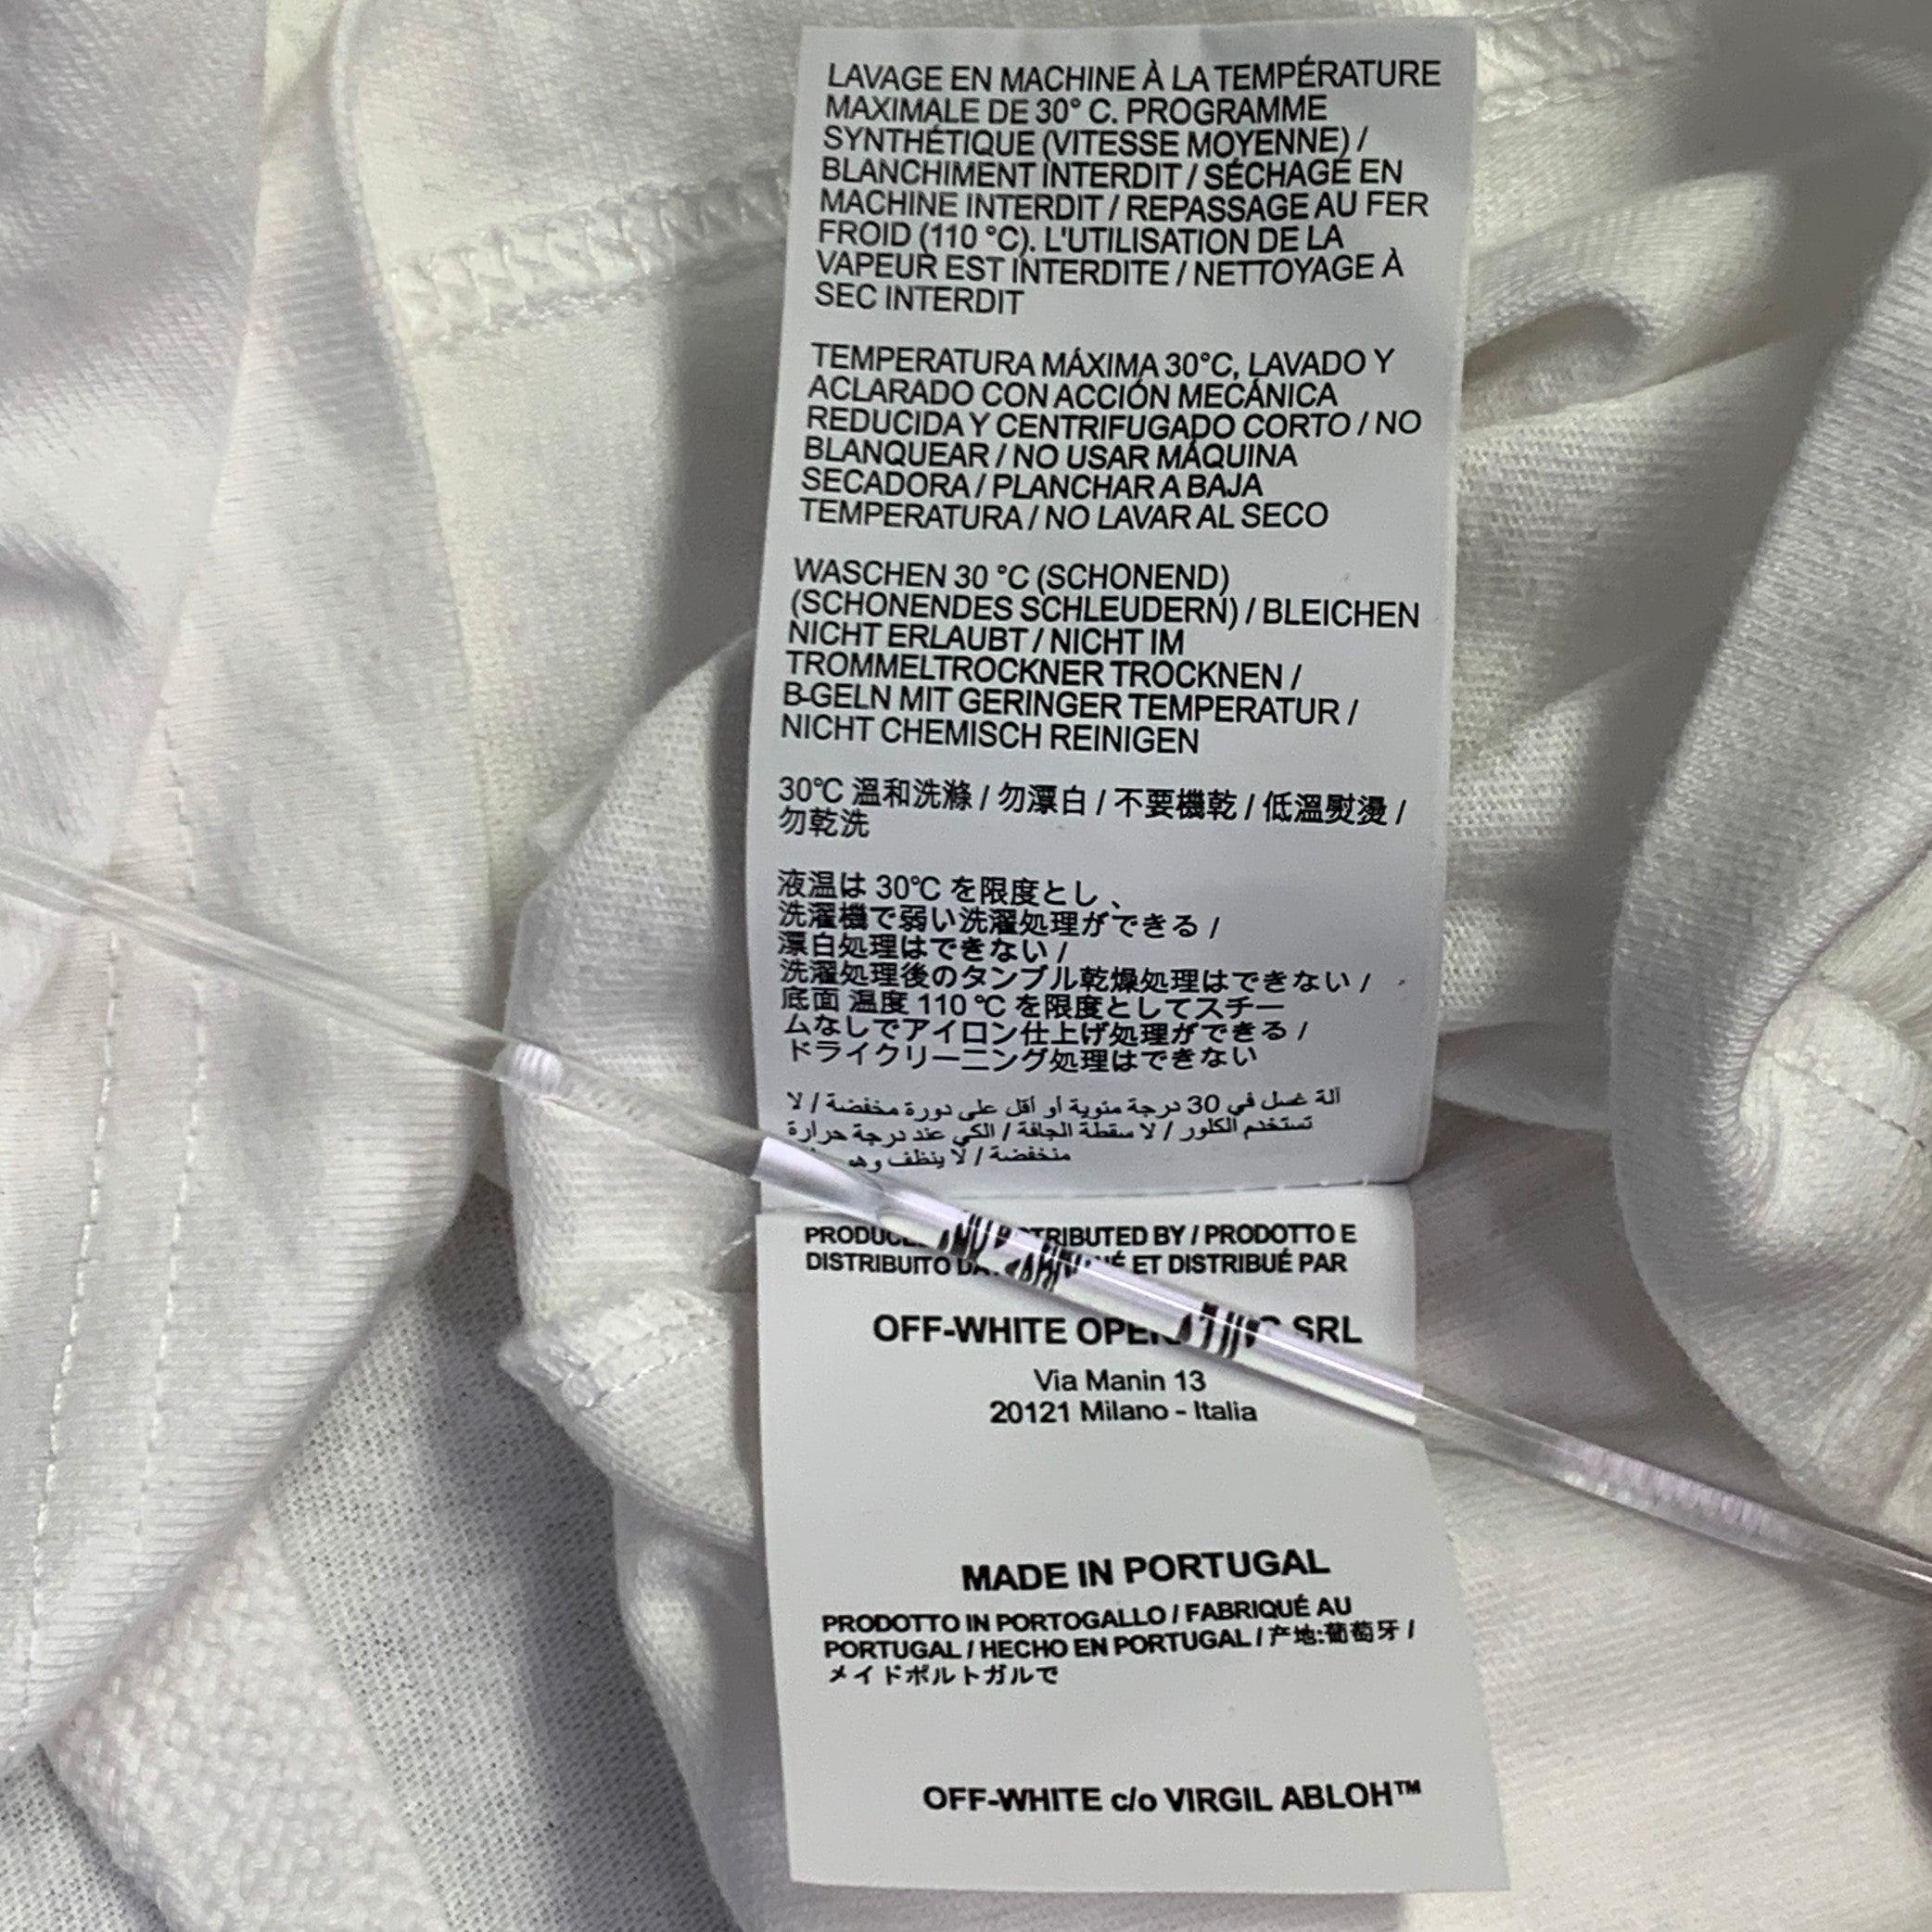 LAVAGE EN MACHINE À LA TEMPÉRATURE
MAXIMALE DE 30° C. PROGRAMME
SYNTHÉTIQUE (VITESSE MOYENNE) /
BLANCHIMENT INTERDIT / SÉCHAGE EN
MACHINE INTERDIT / REPASSAGE AU FER
FROID (110 °C). L'UTILISATION DE LA
VAPEUR EST INTERDITE / NETTOYAGE À
SEC INTERDIT
TEMPERATURA MÁXIMA 30°C, LAVADO Y
ACLARADO CON ACCIÓN MECÁNICA
REDUCIDA Y CENTRIFUGADO CORTO / NO
BLANQUEAR / NO USAR MÁQUINA
SECADORA / PLANCHAR A BAJA
TEMPERATURA / NO LAVAR AL SECO
WASCHEN 30 °C (SCHONEND)
(SCHONENDES SCHLEUDERN) / BLEICHEN
NICHT ERLAUBT / NICHT IM
TROMMELTROCKNER TROCKNEN /
B-GELN MIT GERINGER TEMPERATUR /
NICHT CHEMISCH REINIGEN
30℃ 溫和洗滌 / 勿漂白 / 不要機乾 / 低溫熨燙 /
勿乾洗
液温は 30℃ を限度とし、
洗濯機で弱い洗濯処理ができる /
漂白処理はできない /
洗濯処理後のタンブル乾燥処理はできない /
底面 温度 110 ℃ を限度としてスチー
ムなしでアイロン仕上げ処理ができる /
ドライクリーニング処理はできない
آلة غسل في 30 درجة مئوية أو أقل على دورة مخفضة / لا
تستخدم الكلور / لا سقطة الجافة / الكي عند درجة حرارة
منخفضة / لا ينظف
TRIBUTED BY / PRODOTTO E
DISTRIBUITO ET DISTRIBUÉ PAR
OFF-WHITE SRL
Via Manin 13
20121 Milano - Italia
MADE IN PORTUGAL
PRODOTTO IN PORTOGALLO / FABRIQUÉ AU
PORTUGAL / HECHO EN PORTUGAL / 产地:葡萄牙 /
メイドポルトガルで
OFF-WHITE c/o VIRGIL ABLOH™